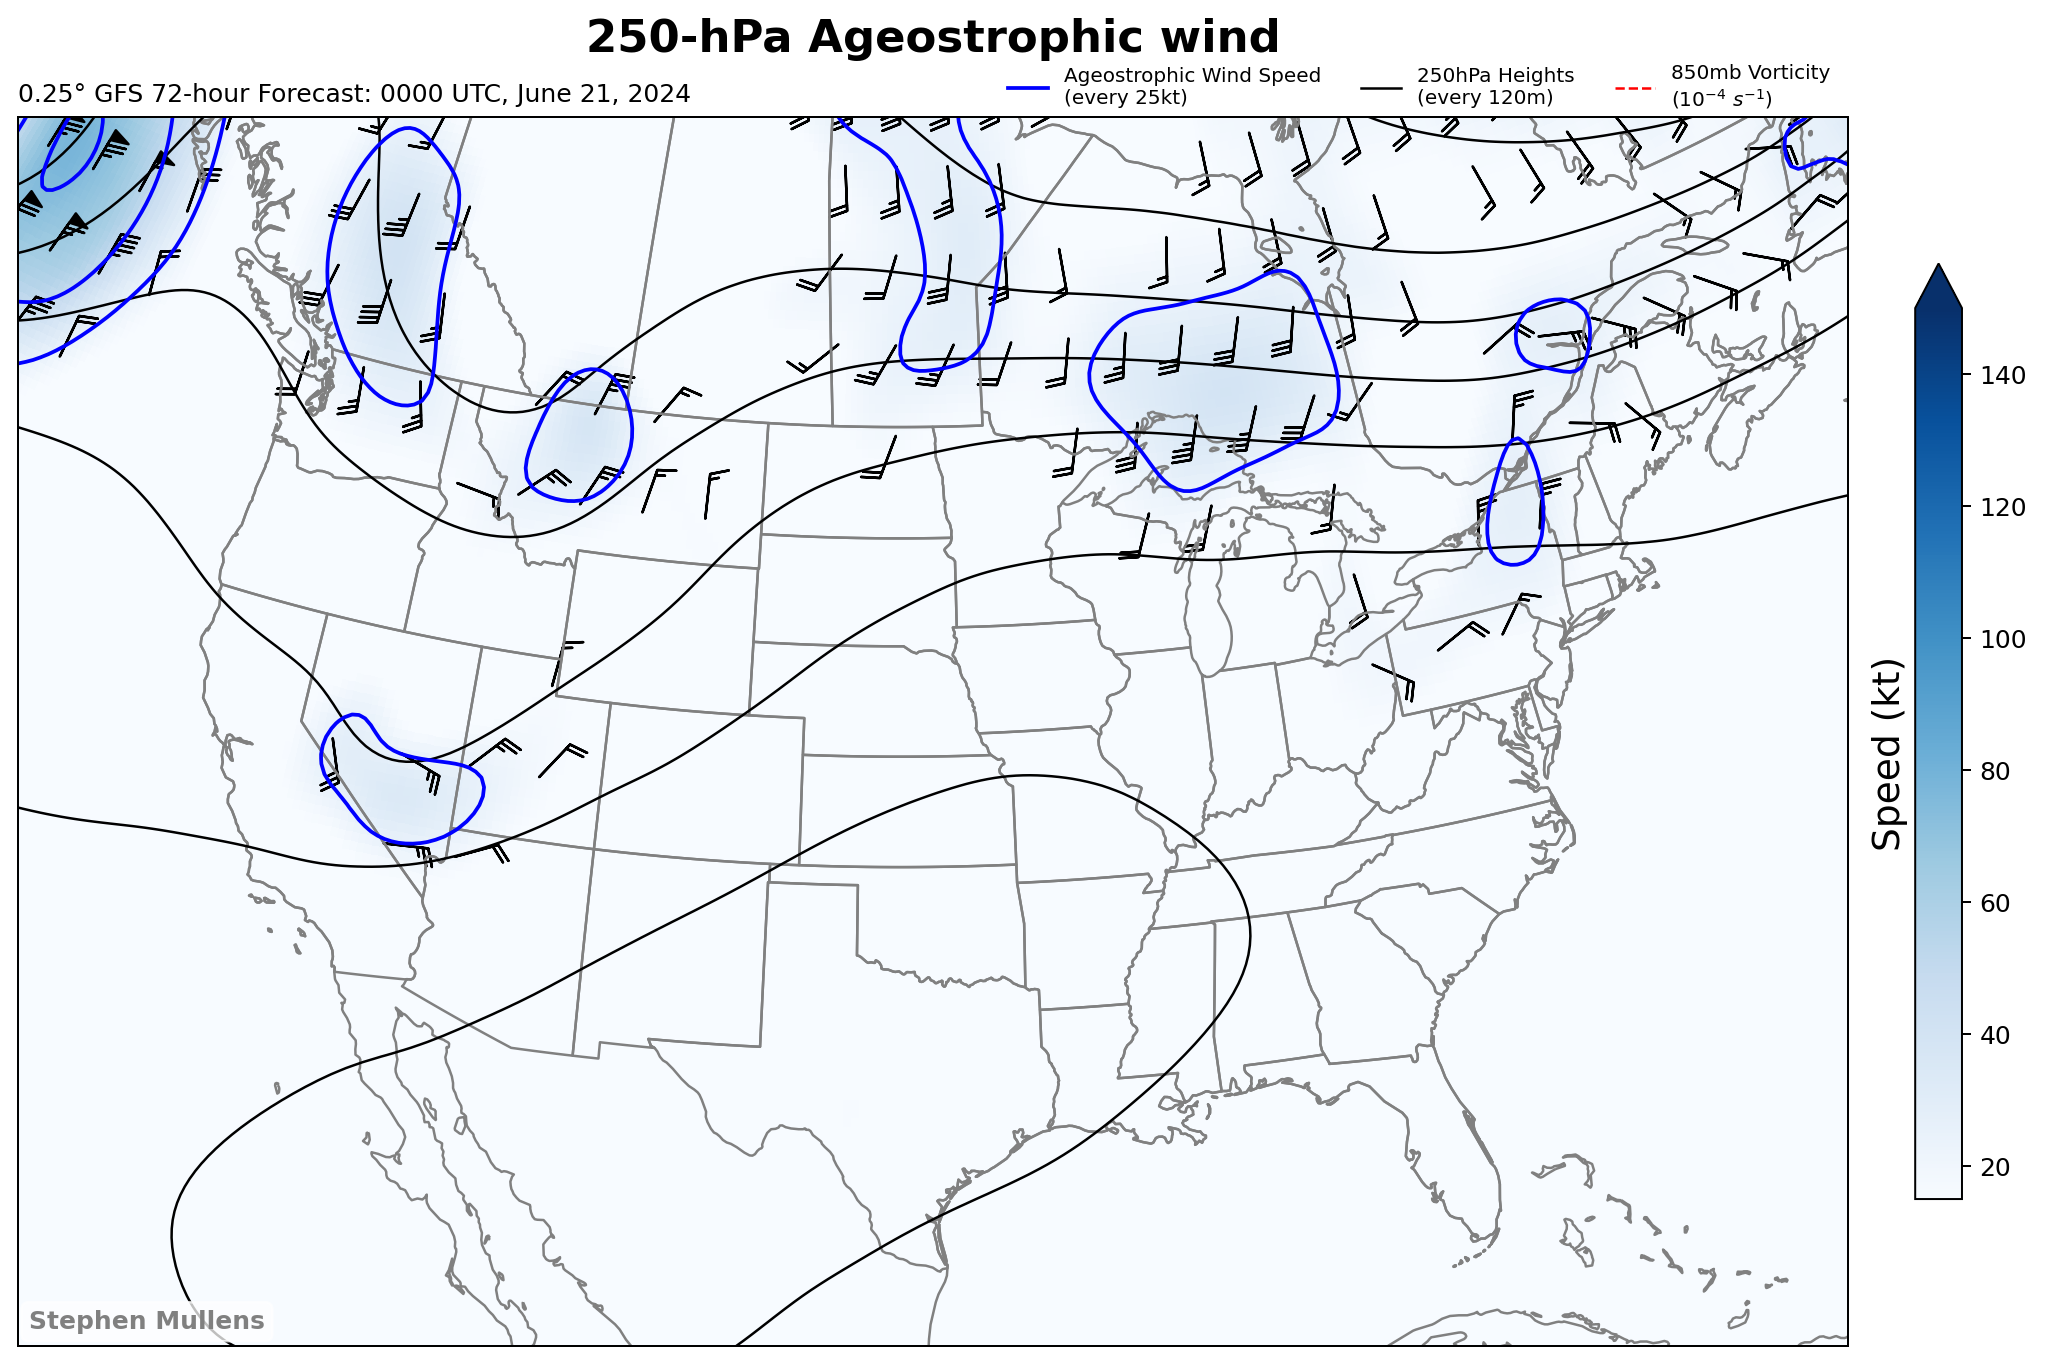 250-hPa Ageostrophic wind
0.25° GFS 72-hour Forecast: 0000 UTC, June 21, 2024
Ageostrophic Wind Speed
(every 25kt)
250hPa Heights
(every 120m)
850mb Vorticity
(10⁻⁴ s⁻¹)
140
120
100
80
60
40
20
Speed (kt)
Stephen Mullens